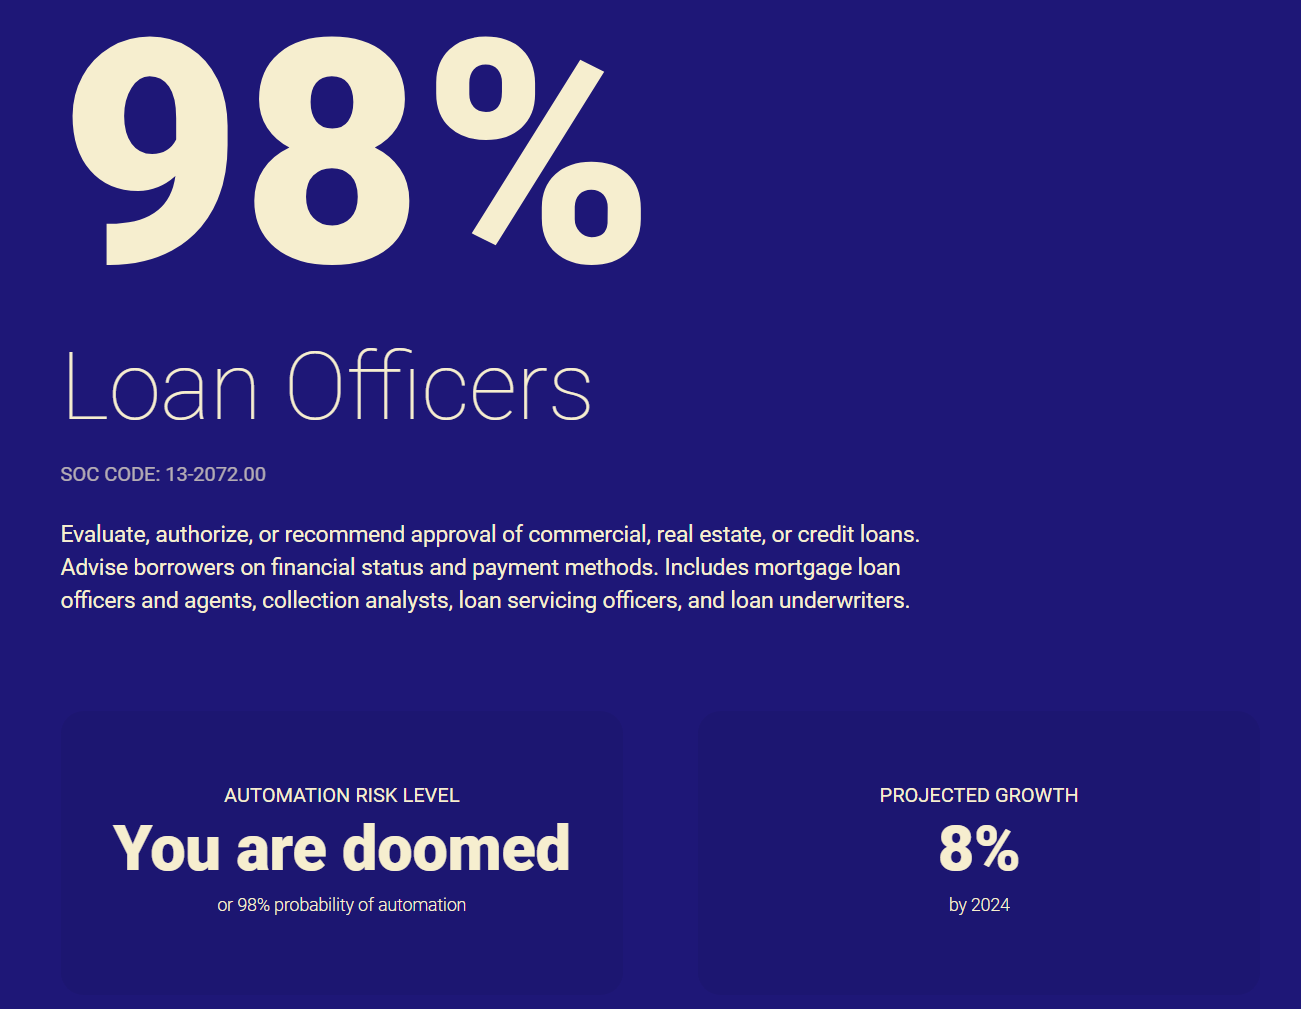 98%
Loan Officers
SOC CODE: 13-2072.00
Evaluate, authorize, or recommend approval of commercial, real estate, or credit loans.
Advise borrowers on financial status and payment methods. Includes mortgage loan
officers and agents, collection analysts, loan servicing officers, and loan underwriters.
AUTOMATION RISK LEVEL
You are doomed
or 98% probability of automation
PROJECTED GROWTH
8%
by 2024